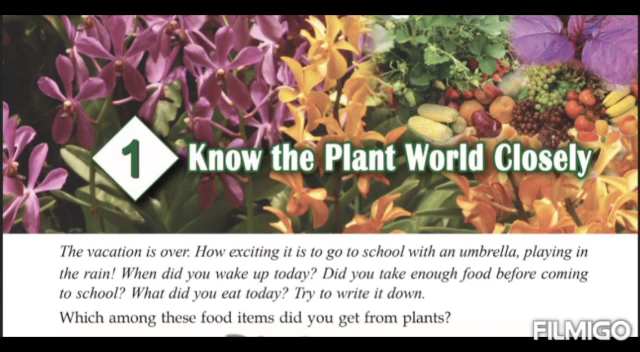 1 Know the Plant World Closely
The vacation is over. How exciting it is to go to school with an umbrella, playing in
the rain! When did you wake up today? Did you take enough food before coming
to school? What did you eat today? Try to write it down.
Which among these food items did you get from plants?
FILMIGO